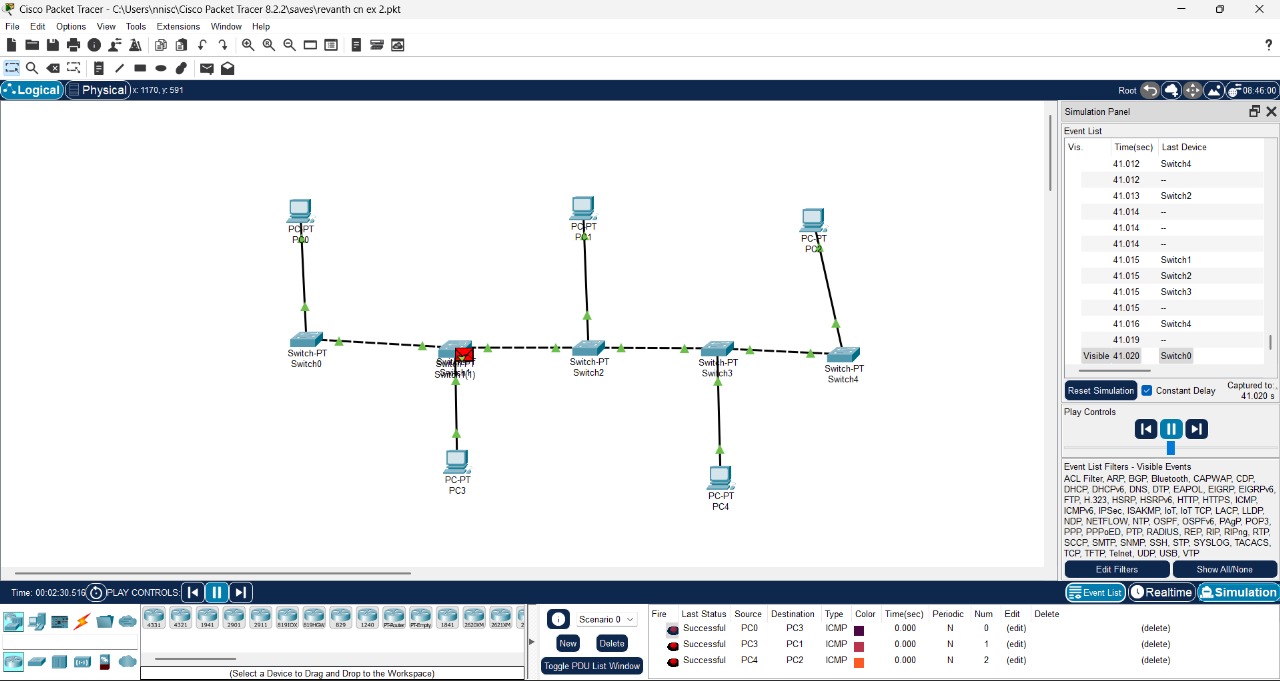 Cisco Packet Tracer - C:\Users\nnisc\Cisco Packet Tracer 8.2.2\saves\revanth cn ex 2.pkt
File Edit Options View Tools Extensions Window Help
?
Logical Physical x: 1170, y: 591 Root 08:46:00
Simulation Panel
Event List
Vis. Time(sec) Last Device
41.012 Switch4
41.012 --
41.013 Switch2
41.014 --
41.014 --
41.014 --
41.015 Switch1
41.015 Switch2
41.015 Switch3
41.015 --
41.016 Switch4
41.019 --
Visible 41.020 Switch0
Reset Simulation Constant Delay Captured to:
41.020 s
Play Controls
Event List Filters - Visible Events
ACL Filter, ARP, BGP, Bluetooth, CAPWAP, CDP,
DHCP, DHCPv6, DNS, DTP, EAPOL, EIGRP, EIGRPv6,
FTP, H.323, HSRP, HSRPv6, HTTP, HTTPS, ICMP,
ICMPv6, IPSec, ISAKMP, IoT, IoT TCP, LACP, LLDP,
NDP, NETFLOW, NTP, OSPF, OSPFv6, PAgP, POP3,
PPP, PPPoED, PTP, RADIUS, REP, RIP, RIPng, RTP,
SCCP, SMTP, SNMP, SSH, STP, SYSLOG, TACACS,
TCP, TFTP, Telnet, UDP, USB, VTP
Edit Filters Show All/None
Event List Realtime Simulation
PC-PT
PC0
PC-PT
PC1
PC-PT
Switch-PT
Switch0
Switch-PT
Switch2
Switch-PT
Switch3
Switch-PT
Switch4
PC-PT
PC3
PC-PT
PC4
Time: 00:02:30.516 PLAY CONTROLS:
4331 4321 1941 2901 2911 819IOX 819HGW 829 1240 PT-Router PT-Empty 1841 2620XM 2621XM
(Select a Device to Drag and Drop to the Workspace)
Scenario 0
New Delete
Toggle PDU List Window
Fire Last Status Source Destination Type Color Time(sec) Periodic Num Edit Delete
Successful PC0 PC3 ICMP 0.000 N 0 (edit) (delete)
Successful PC3 PC1 ICMP 0.000 N 1 (edit) (delete)
Successful PC4 PC2 ICMP 0.000 N 2 (edit) (delete)